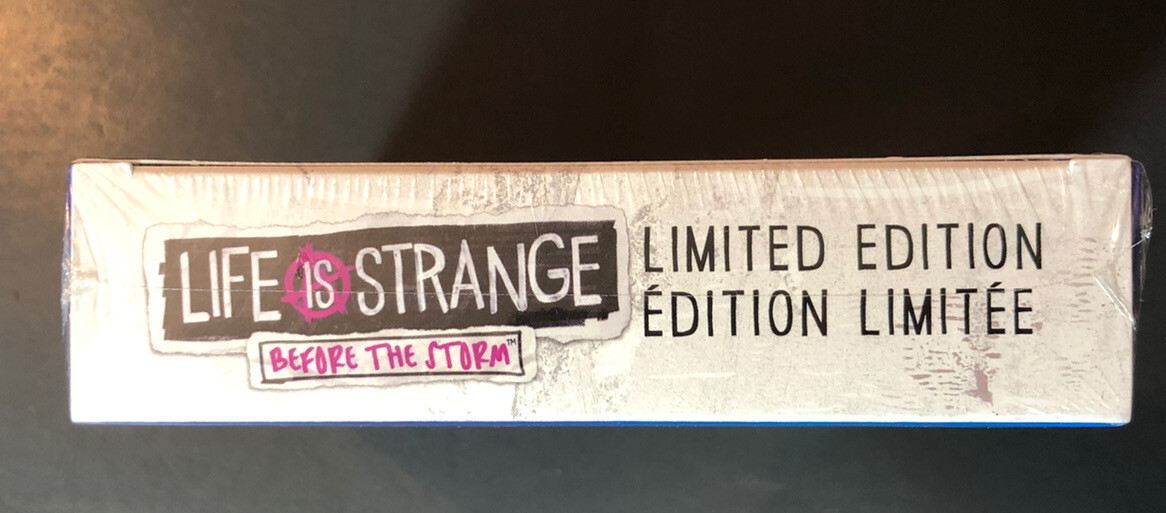 LIFE IS STRANGE
BEFORE THE STORM™
LIMITED EDITION
ÉDITION LIMITÉE